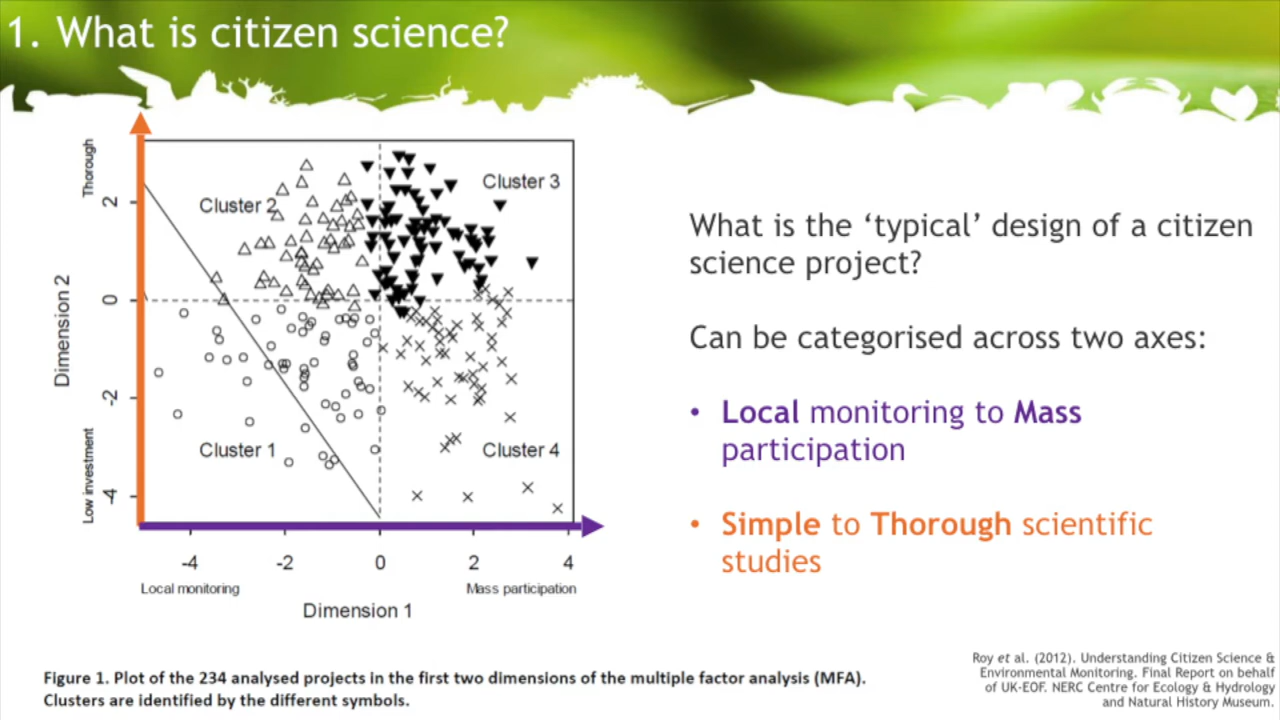 1. What is citizen science?
Thorough
Low investment
Dimension 2
2
0
-2
-4
Cluster 2
Cluster 3
Cluster 1
Cluster 4
-4
-2
0
2
4
Local monitoring
Mass participation
Dimension 1
What is the ‘typical’ design of a citizen
science project?
Can be categorised across two axes:
• Local monitoring to Mass
participation
• Simple to Thorough scientific
studies
Figure 1. Plot of the 234 analysed projects in the first two dimensions of the multiple factor analysis (MFA).
Clusters are identified by the different symbols.
Roy et al. (2012). Understanding Citizen Science &
Environmental Monitoring. Final Report on behalf
of UK-EOF. NERC Centre for Ecology & Hydrology
and Natural History Museum.